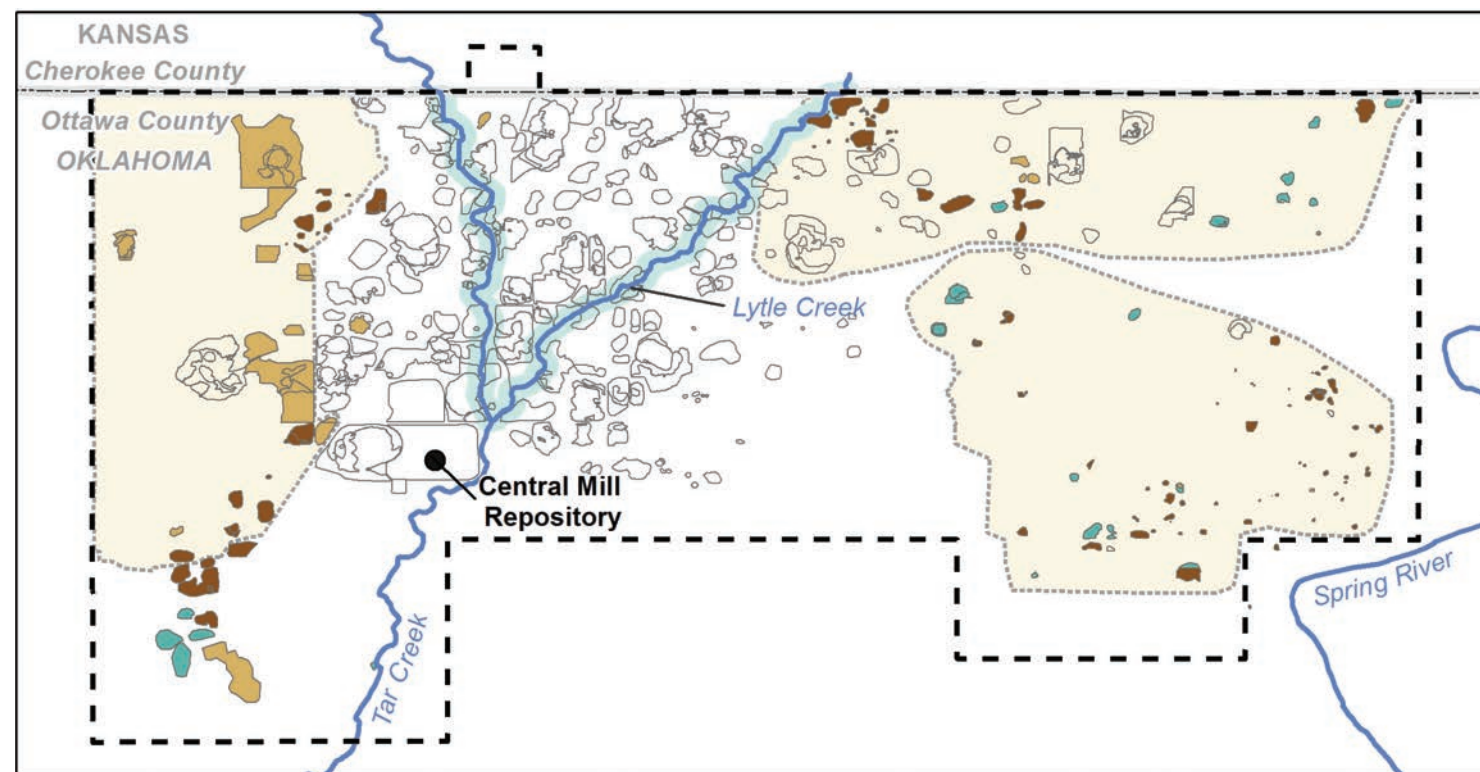 KANSAS
Cherokee County
Ottawa County
OKLAHOMA
Lytle Creek
Central Mill
Repository
Tar Creek
Spring River